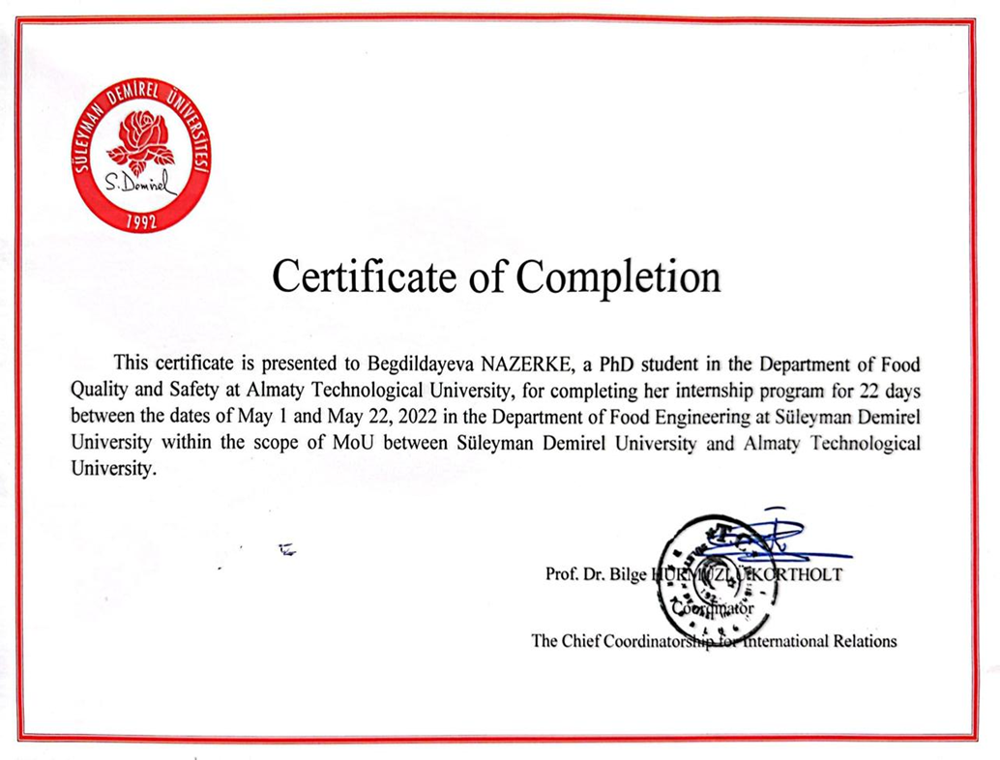 SÜLEYMAN DEMİREL ÜNİVERSİTESİ
S. Demirel
1992
Certificate of Completion
This certificate is presented to Begdildayeva NAZERKE, a PhD student in the Department of Food
Quality and Safety at Almaty Technological University, for completing her internship program for 22 days
between the dates of May 1 and May 22, 2022 in the Department of Food Engineering at Süleyman Demirel
University within the scope of MoU between Süleyman Demirel University and Almaty Technological
University.
T.C.
Prof. Dr. Bilge HÜRMÜZLÜ KORTHOLT
Coordinator
The Chief Coordinatorship for International Relations